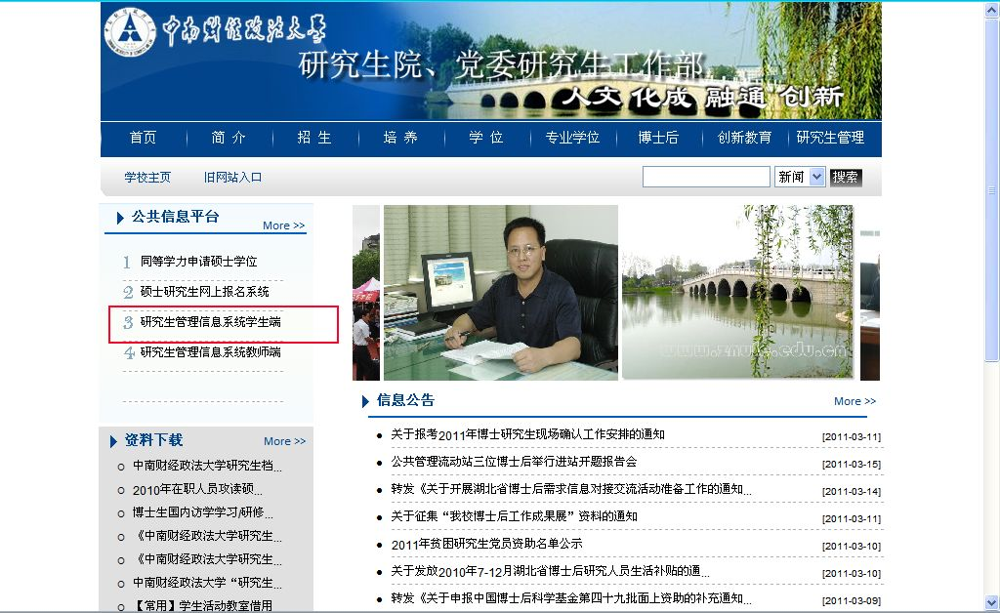 中南财经政法大学
研究生院、党委研究生工作部
人文化成 融通 创新
首页 简 介 招 生 培 养 学 位 专业学位 博士后 创新教育 研究生管理
学校主页 旧网站入口 新闻 搜索
公共信息平台 More >>
1 同等学力申请硕士学位
2 硕士研究生网上报名系统
3 研究生管理信息系统学生端
4 研究生管理信息系统教师端
www.znufe.edu.cn
资料下载 More >>
中南财经政法大学研究生档...
2010年在职人员攻读硕...
博士生国内访学学习/研修...
《中南财经政法大学研究生...
《中南财经政法大学研究生...
中南财经政法大学“研究生...
【常用】学生活动教室借用
信息公告 More >>
关于报考2011年博士研究生现场确认工作安排的通知 [2011-03-11]
公共管理流动站三位博士后举行进站开题报告会 [2011-03-15]
转发《关于开展湖北省博士后需求信息对接交流活动准备工作的通知... [2011-03-14]
关于征集“我校博士后工作成果展”资料的通知 [2011-03-11]
2011年贫困研究生党员资助名单公示 [2011-03-10]
关于发放2010年7-12月湖北省博士后研究人员生活补贴的通... [2011-03-10]
转发《关于申报中国博士后科学基金第四十九批面上资助的补充通知... [2011-03-09]